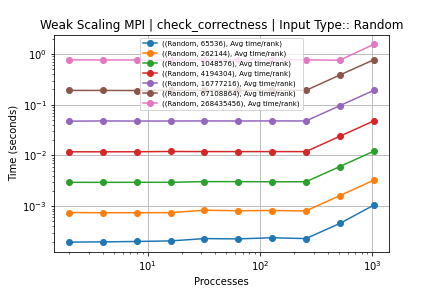 Weak Scaling MPI | check_correctness | Input Type:: Random
((Random, 65536), Avg time/rank)
((Random, 262144), Avg time/rank)
((Random, 1048576), Avg time/rank)
((Random, 4194304), Avg time/rank)
((Random, 16777216), Avg time/rank)
((Random, 67108864), Avg time/rank)
((Random, 268435456), Avg time/rank)
Time (seconds)
10⁰
10⁻¹
10⁻²
10⁻³
10¹ 10² 10³
Proccesses